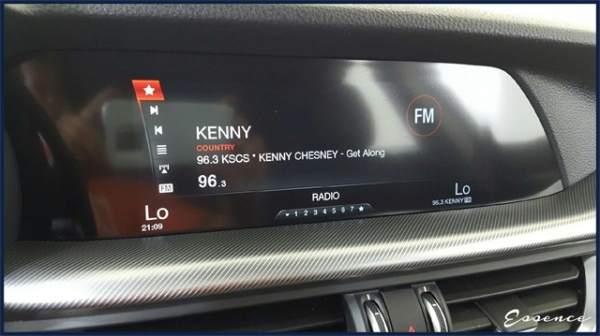 FM
KENNY
COUNTRY
96.3 KSCS * KENNY CHESNEY - Get Along
96.3
FM
RADIO
1 2 3 4 5 6 7
Lo
21:09
Lo
96.3 KENNY FM
Essence